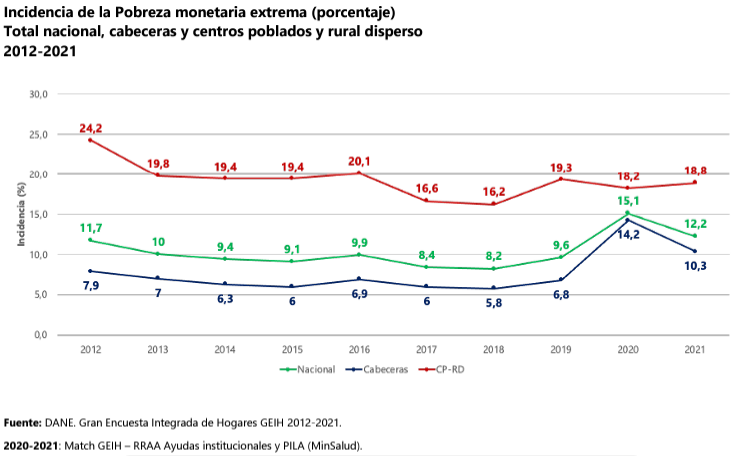 Incidencia de la Pobreza monetaria extrema (porcentaje)
Total nacional, cabeceras y centros poblados y rural disperso
2012-2021
30,0
25,0
20,0
15,0
10,0
5,0
0,0
Incidencia (%)
24,2 19,8 19,4 19,4 20,1 16,6 16,2 19,3 18,2 18,8
11,7 10 9,4 9,1 9,9 8,4 8,2 9,6 15,1 12,2
7,9 7 6,3 6 6,9 6 5,8 6,8 14,2 10,3
2012 2013 2014 2015 2016 2017 2018 2019 2020 2021
Nacional Cabeceras CP-RD
Fuente: DANE. Gran Encuesta Integrada de Hogares GEIH 2012-2021.
2020-2021: Match GEIH – RRAA Ayudas institucionales y PILA (MinSalud).